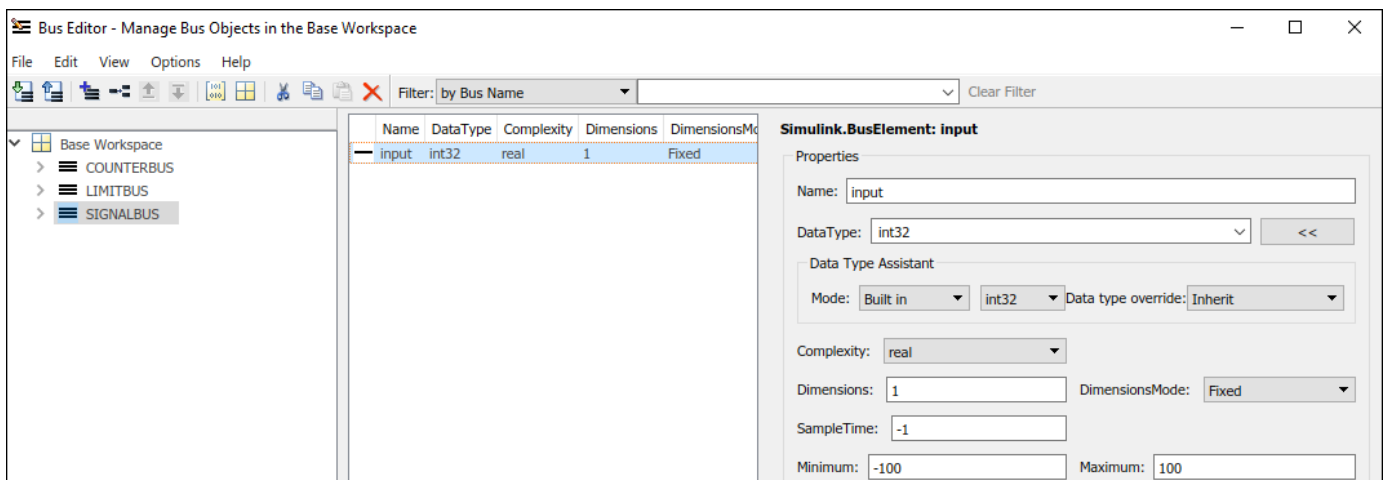 Bus Editor - Manage Bus Objects in the Base Workspace
File Edit View Options Help
Filter: by Bus Name Clear Filter
Base Workspace
COUNTERBUS
LIMITBUS
SIGNALBUS
Name DataType Complexity Dimensions DimensionsMo
input int32 real 1 Fixed
Simulink.BusElement: input
Properties
Name: input
DataType: int32 <<
Data Type Assistant
Mode: Built in int32 Data type override: Inherit
Complexity: real
Dimensions: 1 DimensionsMode: Fixed
SampleTime: -1
Minimum: -100 Maximum: 100